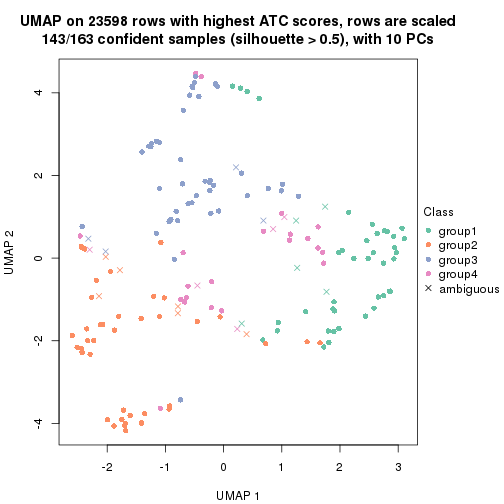 UMAP on 23598 rows with highest ATC scores, rows are scaled
143/163 confident samples (silhouette > 0.5), with 10 PCs
4
2
0
-2
-4
UMAP 2
-2 -1 0 1 2 3
UMAP 1
Class
group1
group2
group3
group4
ambiguous